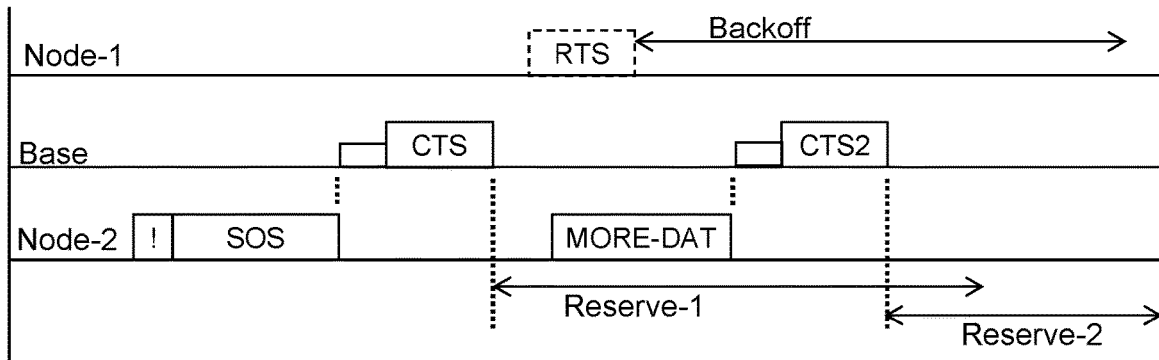 Backoff
Node-1
RTS
Base
CTS
CTS2
Node-2
!
SOS
MORE-DAT
Reserve-1
Reserve-2